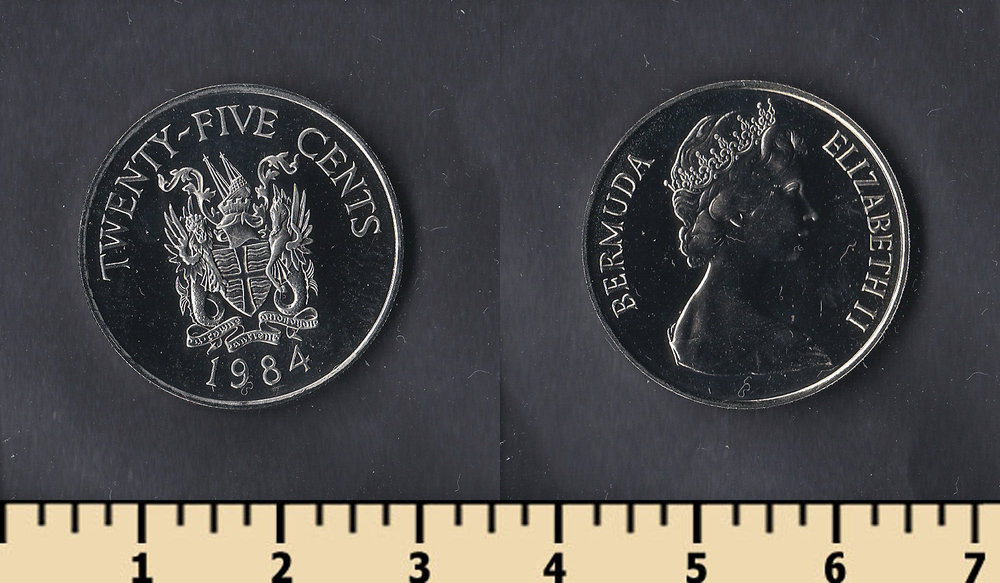 TWENTY-FIVE CENTS
1984
BERMUDA
ELIZABETH II
1 2 3 4 5 6 7